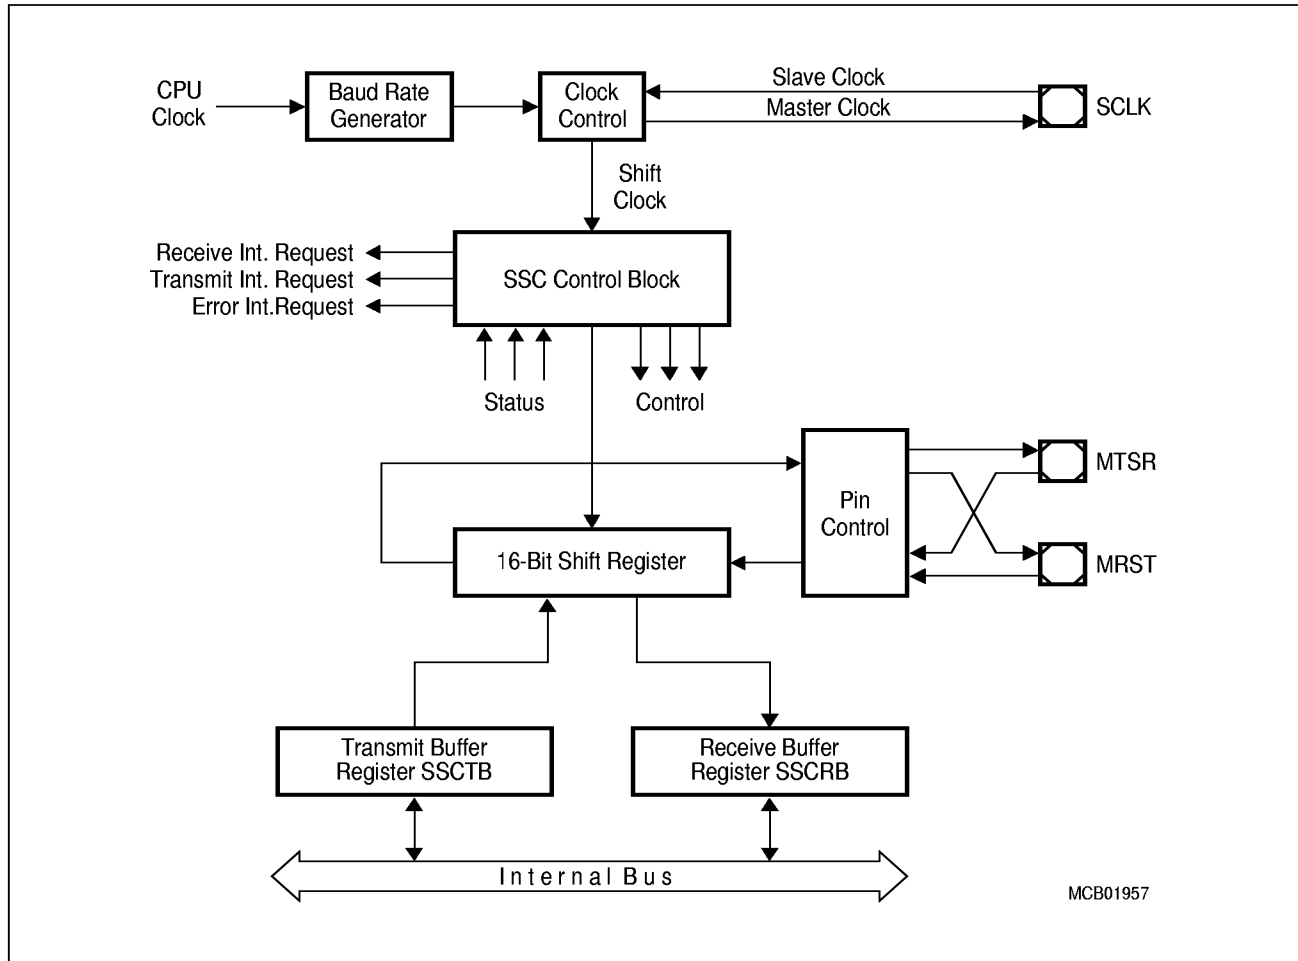 CPU
Clock
Baud Rate
Generator
Clock
Control
Slave Clock
Master Clock
SCLK
Shift
Clock
Receive Int. Request
Transmit Int. Request
Error Int.Request
SSC Control Block
Status
Control
Pin
Control
MTSR
MRST
16-Bit Shift Register
Transmit Buffer
Register SSCTB
Receive Buffer
Register SSCRB
Internal Bus
MCB01957